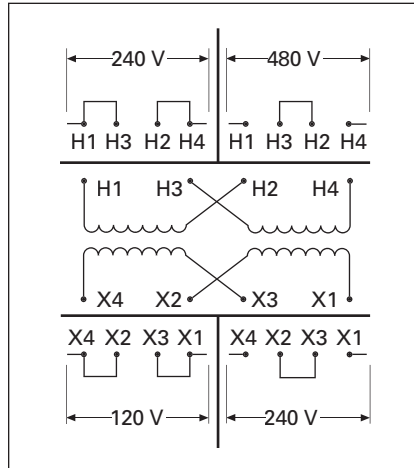 240 V 480 V
H1 H3 H2 H4 H1 H3 H2 H4
H1 H3 H2 H4
X4 X2 X3 X1
X4 X2 X3 X1 X4 X2 X3 X1
120 V 240 V